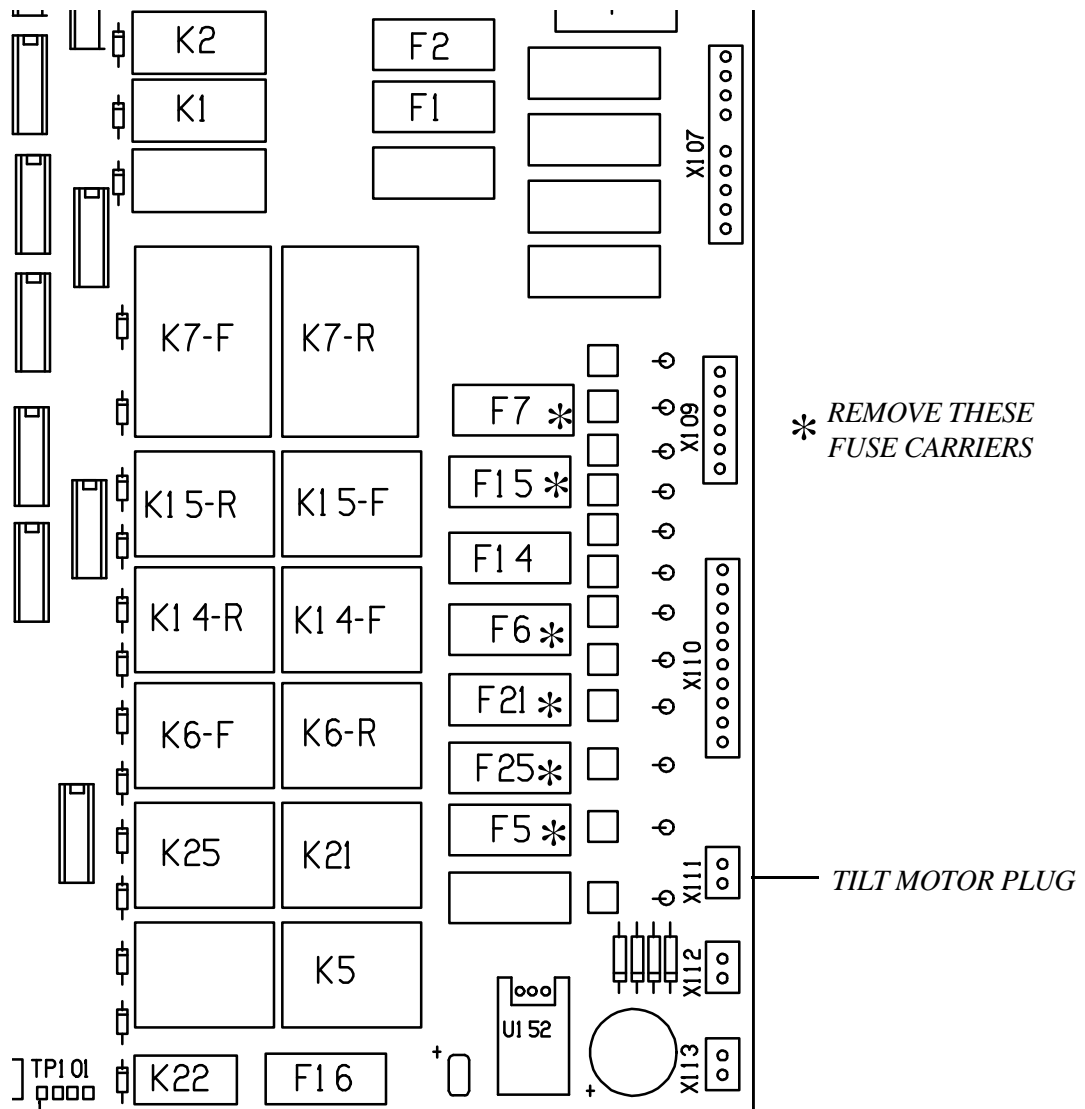 K2
F2
K1
F1
X107
K7-F
K7-R
F7 *
X109
* REMOVE THESE
FUSE CARRIERS
K15-R
K15-F
F15 *
F14
K14-R
K14-F
F6 *
X110
K6-F
K6-R
F21 *
F25 *
K25
K21
F5 *
X111
TILT MOTOR PLUG
K5
X112
U152
+
+
X113
TP101
K22
F16